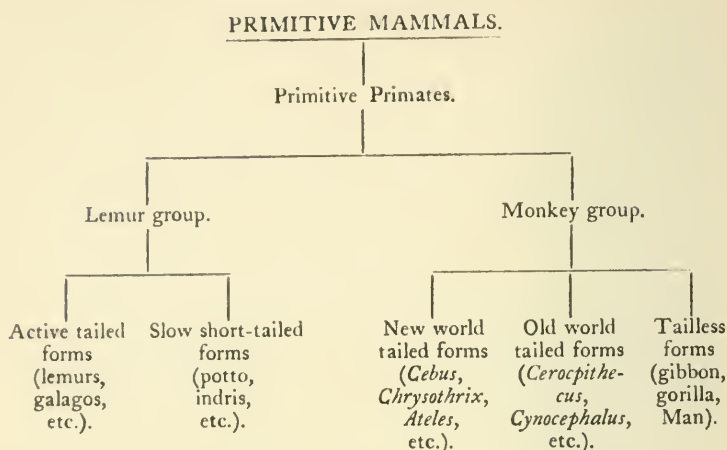 PRIMITIVE MAMMALS.
Primitive Primates.
Lemur group.
Monkey group.
Active tailed
forms
(lemurs,
galagos,
etc.).
Slow short-tailed
forms
(potto,
indris,
etc.).
New world
tailed forms
(Cebus,
Chrysothrix,
Ateles,
etc.).
Old world
tailed forms
(Cerocpithe-
cus,
Cynocephalus,
etc.).
Tailless
forms
(gibbon,
gorilla,
Man).